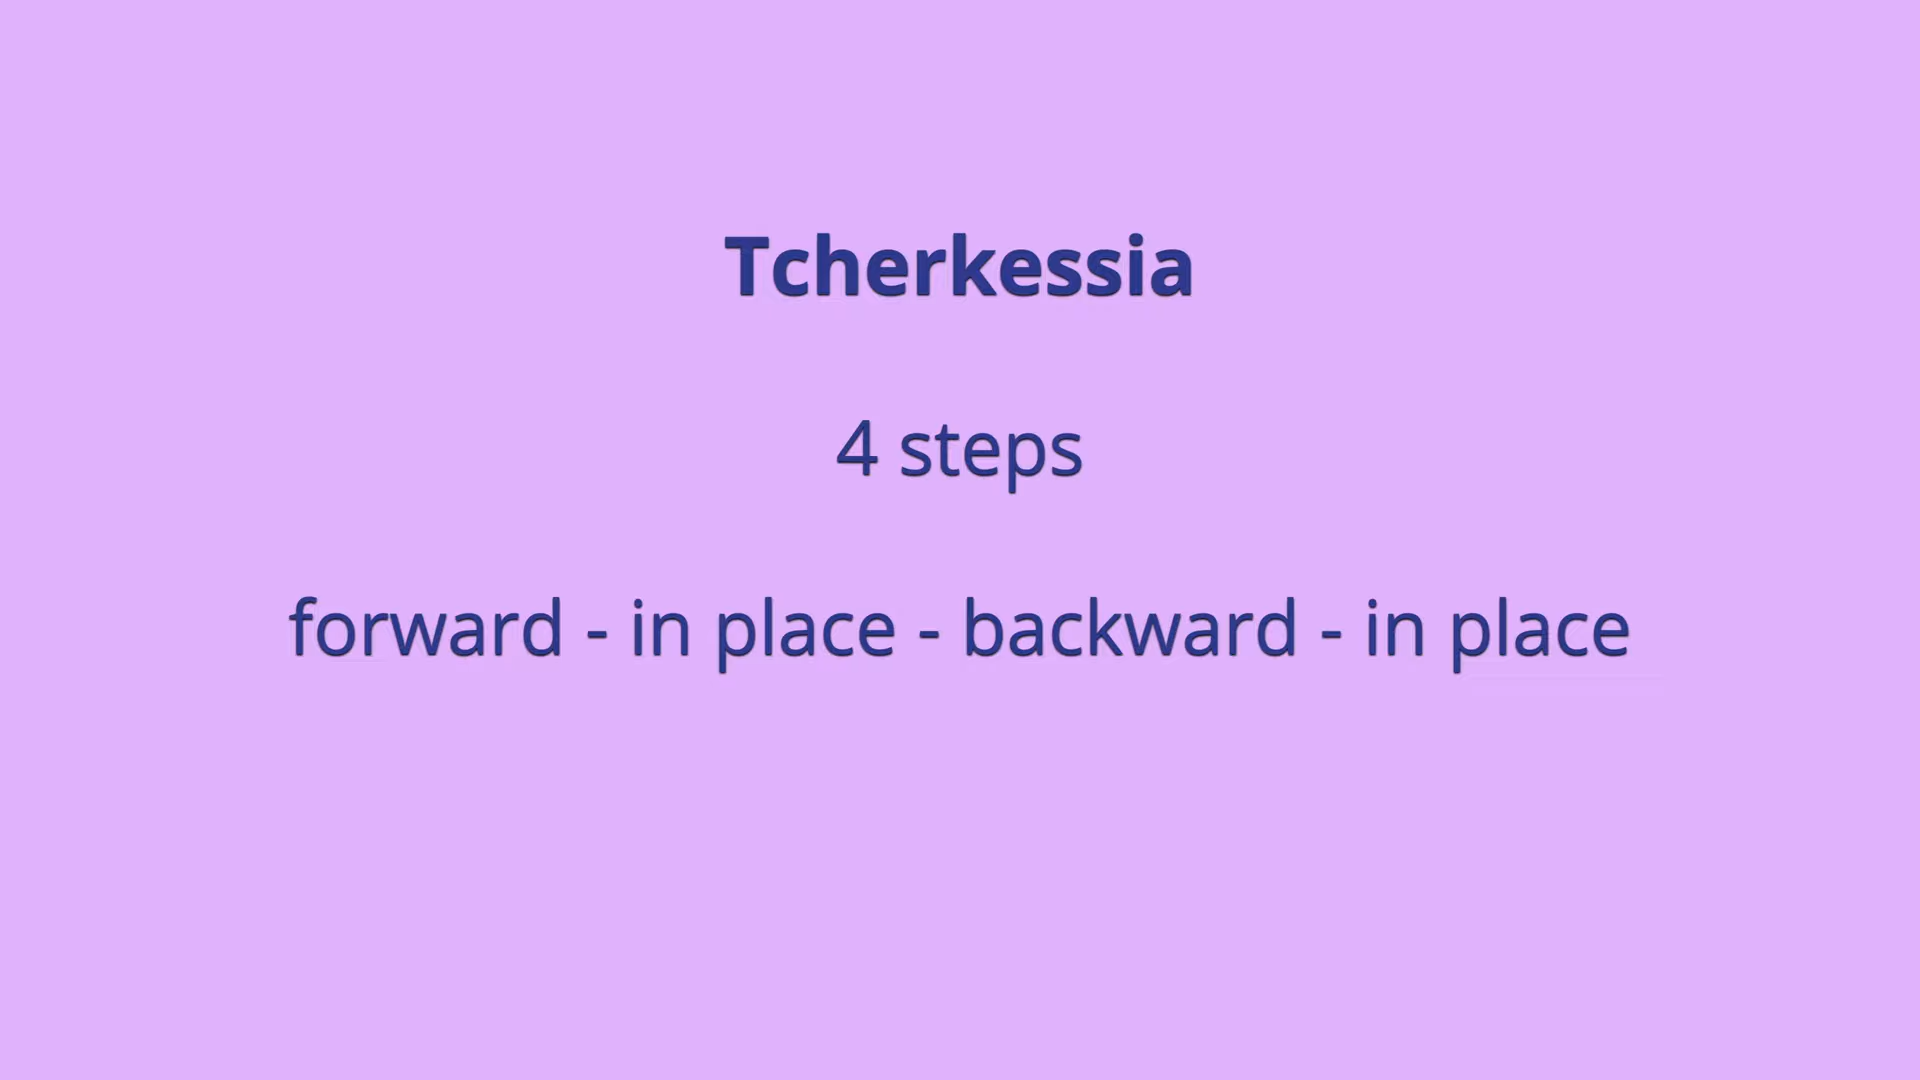 Tcherkessia
4 steps
forward - in place - backward - in place